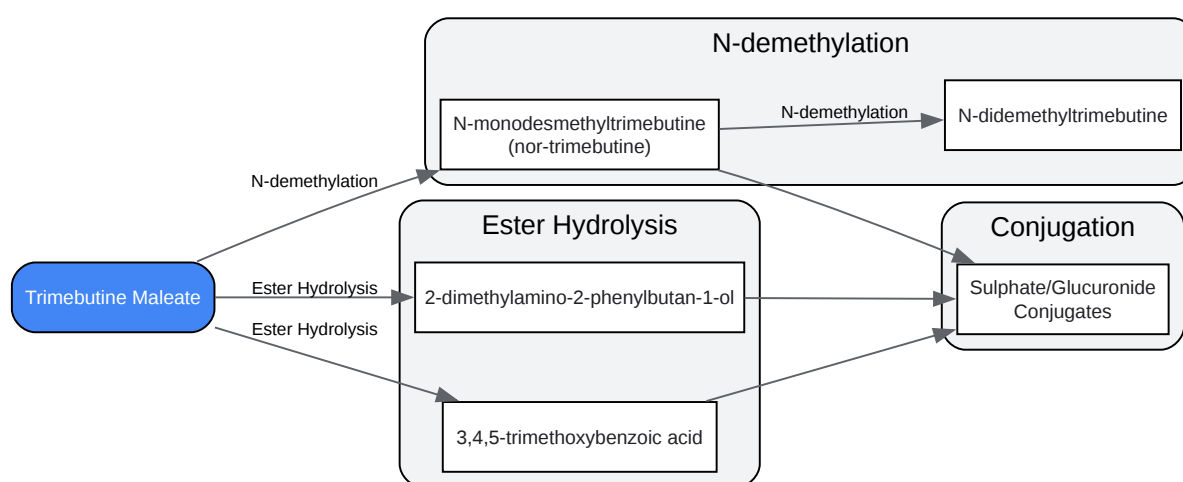 N-demethylation
N-monodesmethyltrimebutine
(nor-trimebutine)
N-demethylation
N-didemethyltrimebutine
N-demethylation
Ester Hydrolysis
Conjugation
Trimebutine Maleate
Ester Hydrolysis
2-dimethylamino-2-phenylbutan-1-ol
Sulphate/Glucuronide
Conjugates
Ester Hydrolysis
3,4,5-trimethoxybenzoic acid